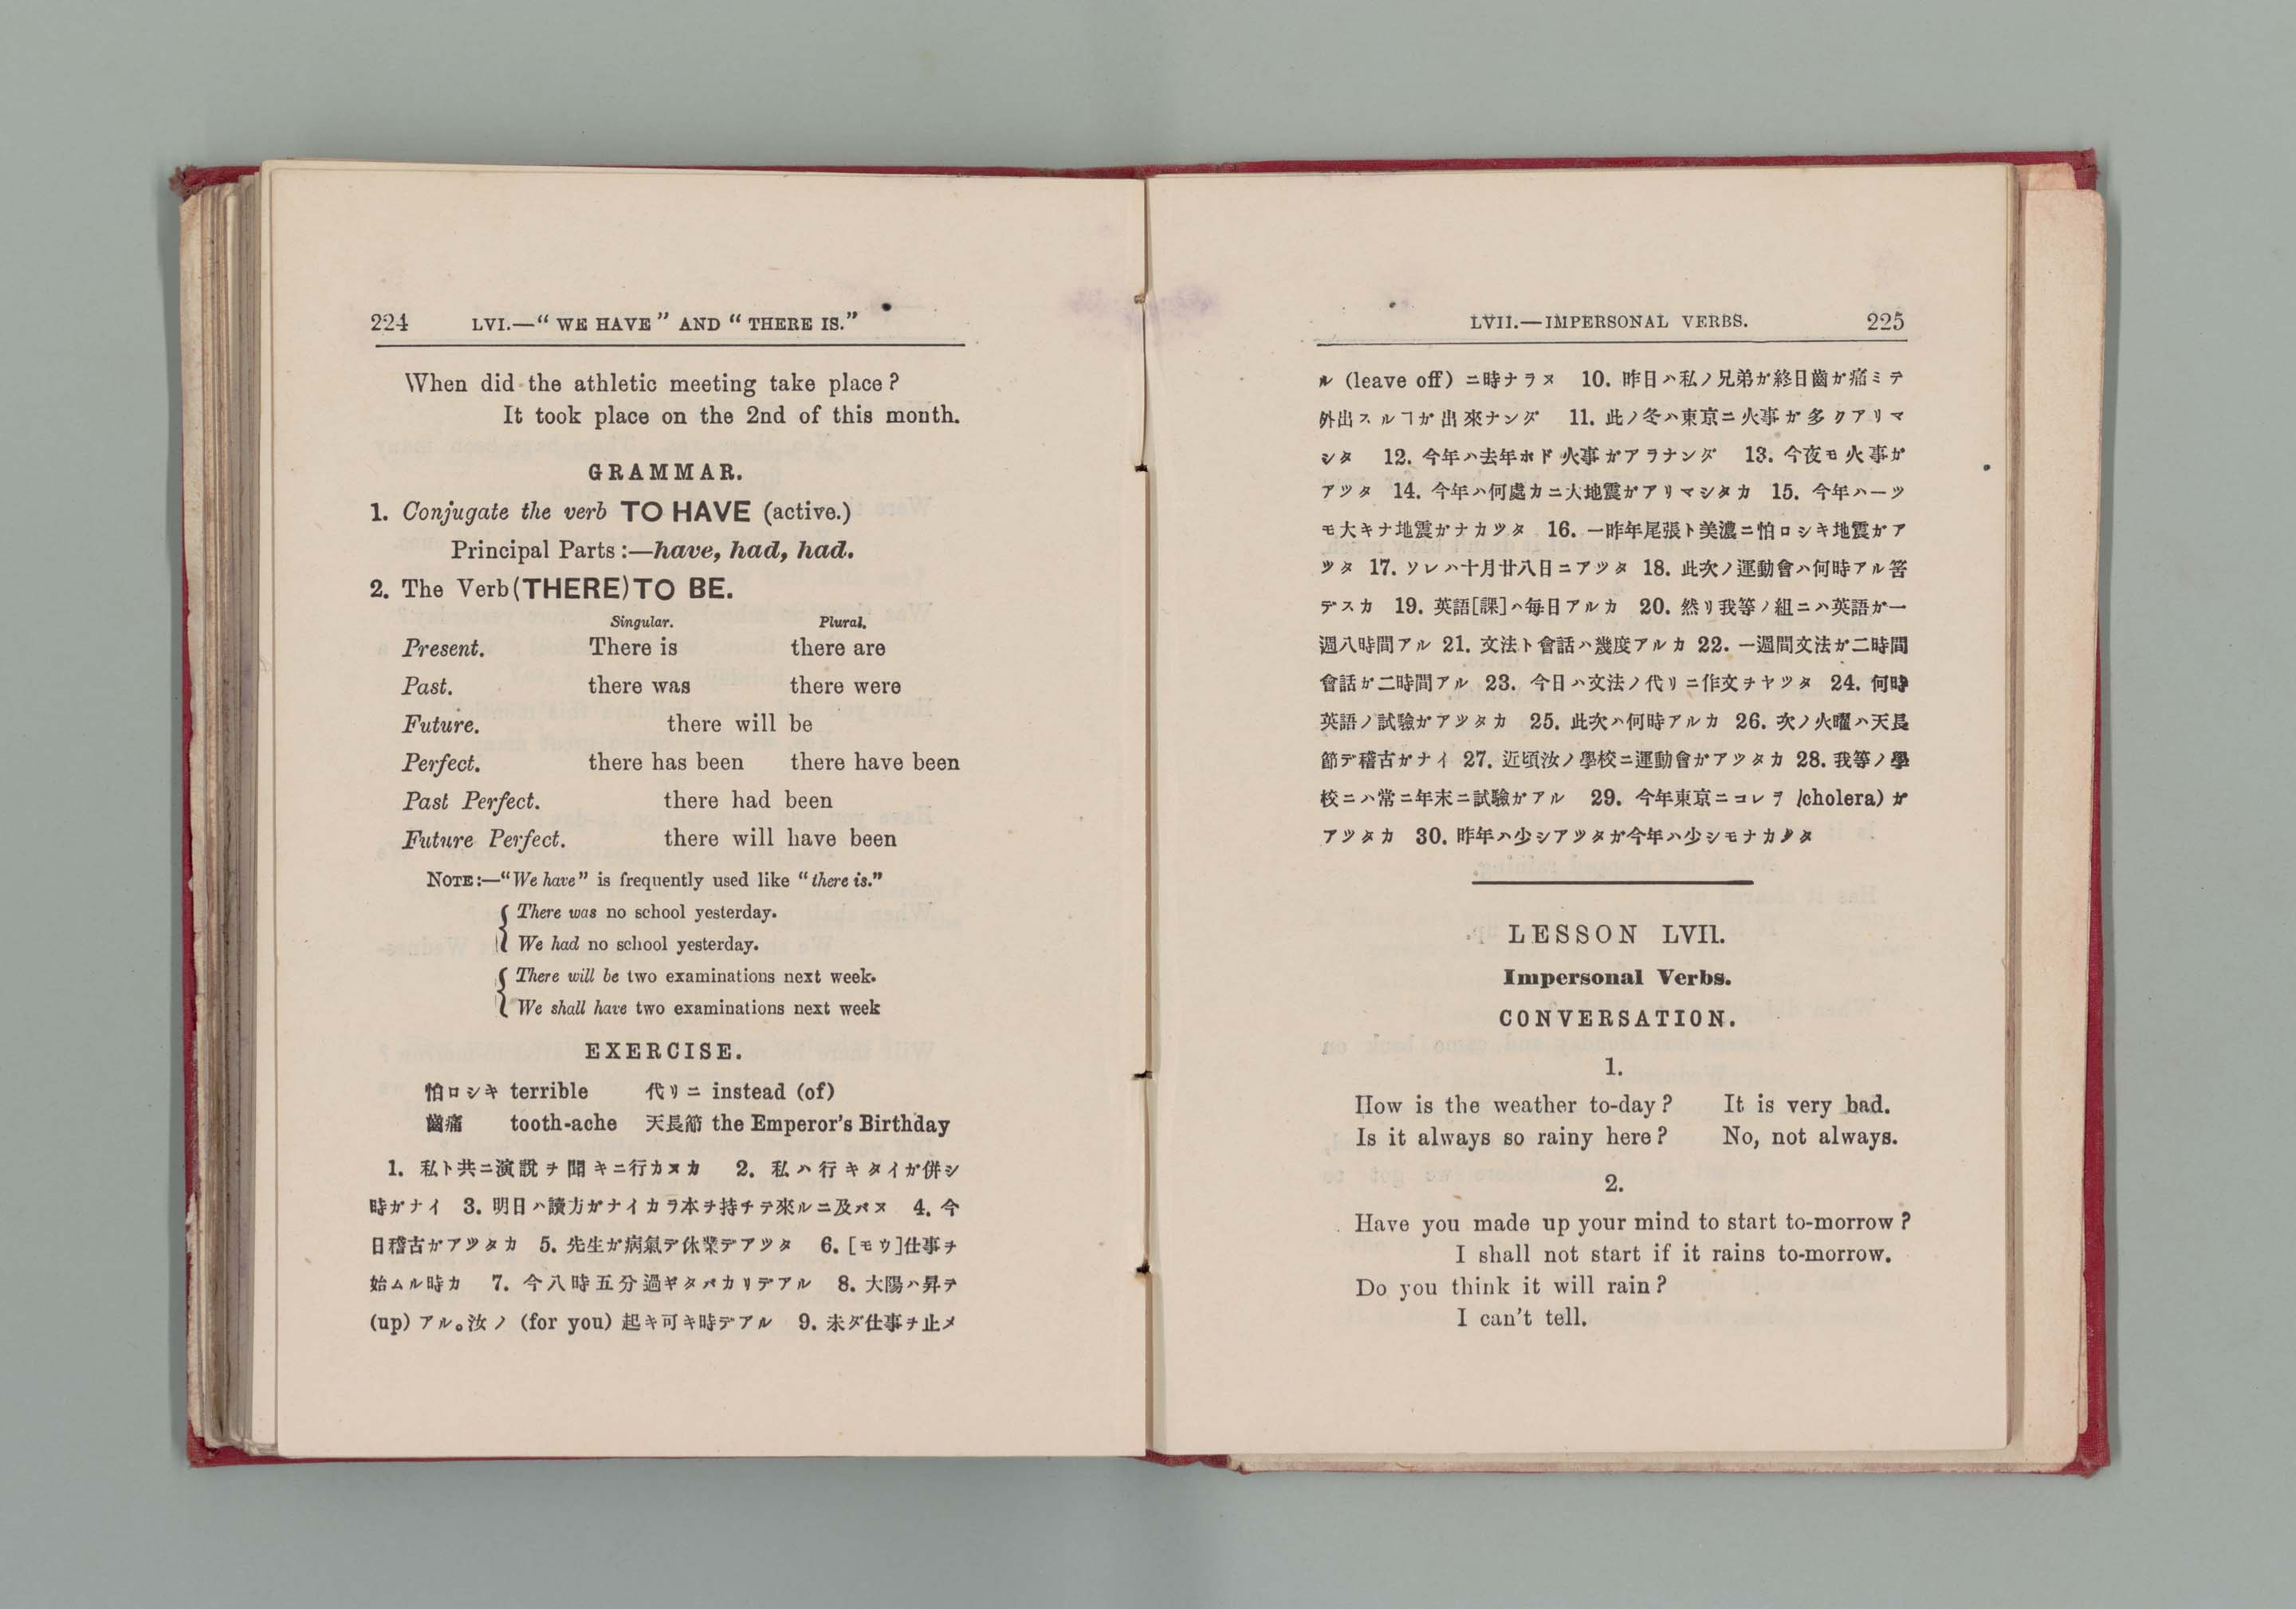 224 LVI.—“ WE HAVE ” AND “ THERE IS.”
When did the athletic meeting take place ?
It took place on the 2nd of this month.
GRAMMAR.
1. Conjugate the verb TO HAVE (active.)
Principal Parts :—have, had, had.
2. The Verb (THERE) TO BE.
Singular. Plural.
Present. There is there are
Past. there was there were
Future. there will be
Perfect. there has been there have been
Past Perfect. there had been
Future Perfect. there will have been
NOTE :—“We have” is frequently used like “there is.”
There was no school yesterday.
We had no school yesterday.
There will be two examinations next week.
We shall have two examinations next week
EXERCISE.
怕ロシキ terrible 代リニ instead (of)
齒痛 tooth-ache 天長節 the Emperor's Birthday
1. 私ト共ニ演說ヲ聞キニ行カヌカ 2. 私ハ行キタイガ併シ
時ガナイ 3. 明日ハ讀方ガナイカラ本ヲ持チテ來ルニ及バヌ 4. 今
日稽古ガアツタカ 5. 先生ガ病氣デ休業デアツタ 6. [モウ]仕事ヲ
始ムル時カ 7. 今八時五分過ギタバカリデアル 8. 大陽ハ昇テ
(up) アル。汝ノ (for you) 起キ可キ時デアル 9. 未ダ仕事ヲ止メ
LVII.—IMPERSONAL VERBS. 225
ル (leave off) ニ時ナラヌ 10. 昨日ハ私ノ兄弟ガ終日齒ガ痛ミテ
外出スルヿガ出來ナンダ 11. 此ノ冬ハ東京ニ火事ガ多クアリマ
シタ 12. 今年ハ去年ホド火事ガアラナンダ 13. 今夜モ火事ガ
アツタ 14. 今年ハ何處カニ大地震ガアリマシタカ 15. 今年ハ一ツ
モ大キナ地震ガナカツタ 16. 一昨年尾張ト美濃ニ怕ロシキ地震ガア
ツタ 17. ソレハ十月廿八日ニアツタ 18. 此次ノ運動會ハ何時アル筈
デスカ 19. 英語[課]ハ每日アルカ 20. 然リ我等ノ組ニハ英語ガ一
週八時間アル 21. 文法ト會話ハ幾度アルカ 22. 一週間文法ガ二時間
會話ガ二時間アル 23. 今日ハ文法ノ代リニ作文ヲヤツタ 24. 何時
英語ノ試驗ガアツタカ 25. 此次ハ何時アルカ 26. 次ノ火曜ハ天長
節デ稽古ガナイ 27. 近頃汝ノ學校ニ運動會ガアツタカ 28. 我等ノ學
校ニハ常ニ年末ニ試驗ガアル 29. 今年東京ニコレラ (cholera) ガ
アツタカ 30. 昨年ハ少シアツタガ今年ハ少シモナカツタ
LESSON LVII.
Impersonal Verbs.
CONVERSATION.
1.
How is the weather to-day ? It is very bad.
Is it always so rainy here ? No, not always.
2.
Have you made up your mind to start to-morrow ?
I shall not start if it rains to-morrow.
Do you think it will rain ?
I can't tell.